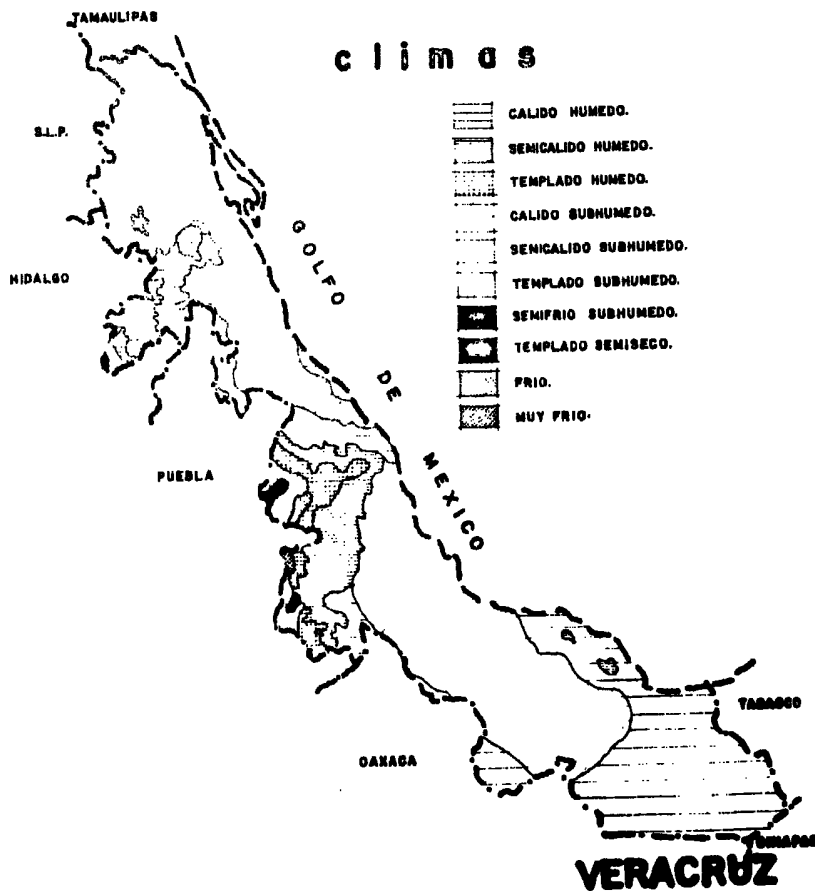 TAMAULIPAS
climas
S.L.P.
CALIDO HUMEDO.
SEMICALIDO HUMEDO.
TEMPLADO HUMEDO.
CALIDO SUBHUMEDO.
SEMICALIDO SUBHUMEDO.
TEMPLADO SUBHUMEDO.
SEMIFRIO SUBHUMEDO.
TEMPLADO SEMISECO.
FRIO.
MUY FRIO.
HIDALGO
GOLFO
DE
MEXICO
PUEBLA
TABASCO
OAXACA
CHIAPAS
VERACRUZ